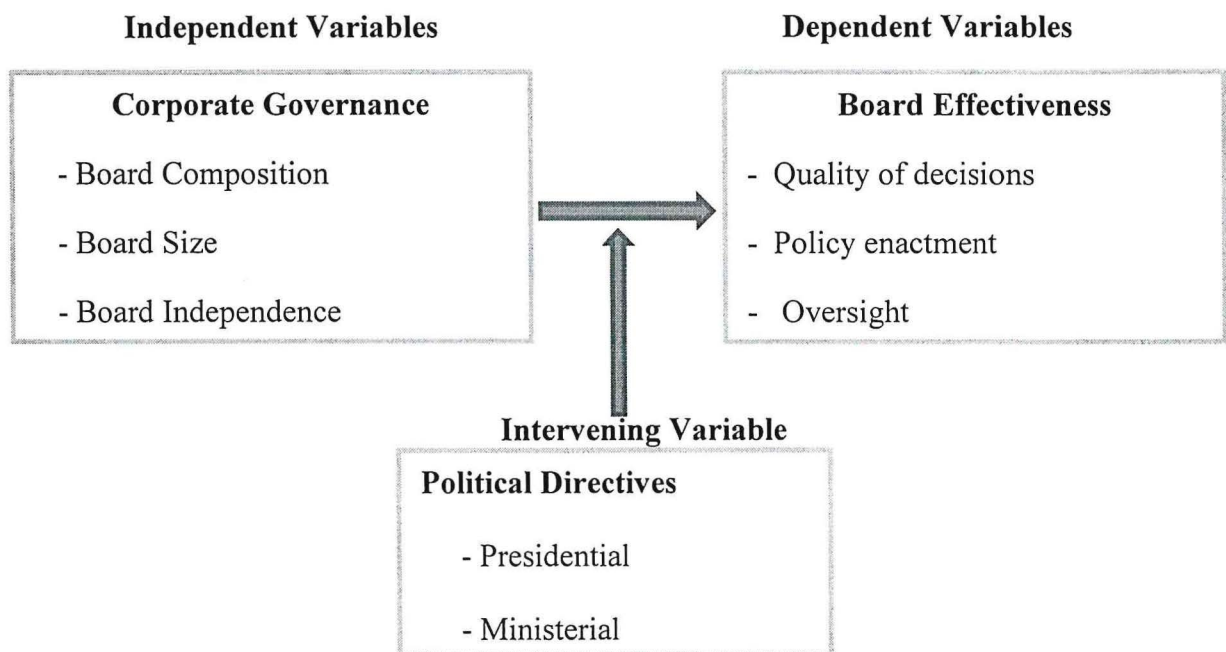 Independent Variables
Dependent Variables
Corporate Governance
- Board Composition
- Board Size
- Board Independence
Board Effectiveness
- Quality of decisions
- Policy enactment
- Oversight
Intervening Variable
Political Directives
- Presidential
- Ministerial